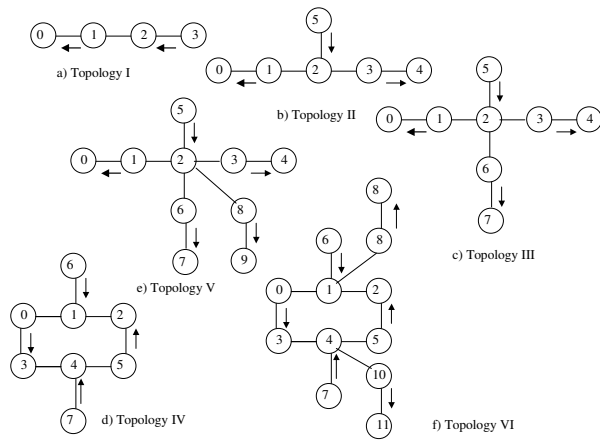 0 1 2 3
a) Topology I
5
0 1 2 3 4
b) Topology II
5
0 1 2 3 4
6
7
c) Topology III
5
0 1 2 3 4
6 8
7 9
e) Topology V
6
0 1 2
3 4 5
7
d) Topology IV
8
6 8
0 1 2
3 4 5
7 10
11
f) Topology VI